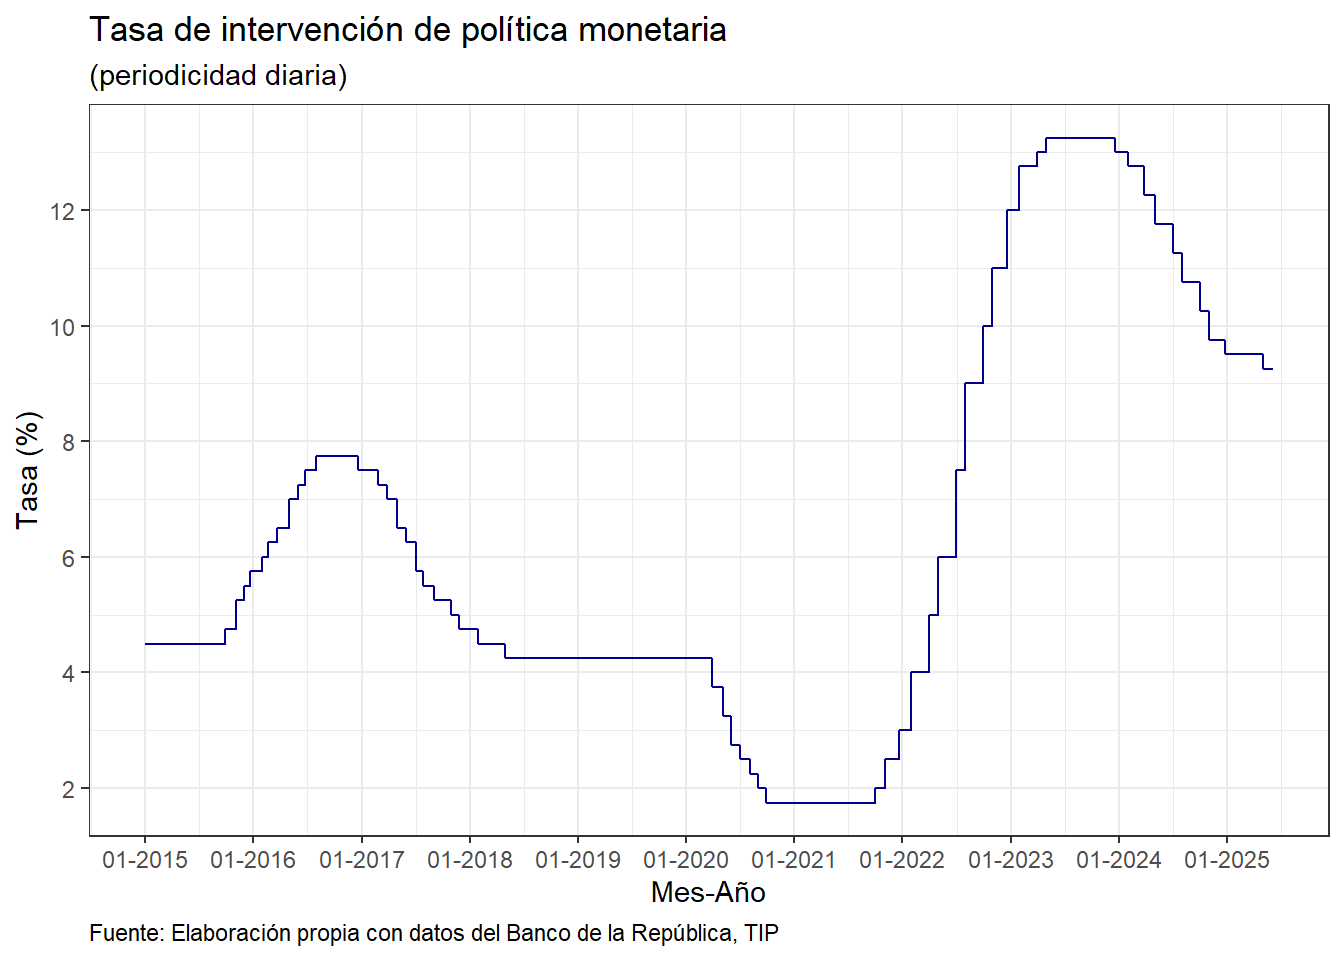 Tasa de intervención de política monetaria
(periodicidad diaria)
Tasa (%)
12
10
8
6
4
2
01-2015 01-2016 01-2017 01-2018 01-2019 01-2020 01-2021 01-2022 01-2023 01-2024 01-2025
Mes-Año
Fuente: Elaboración propia con datos del Banco de la República, TIP